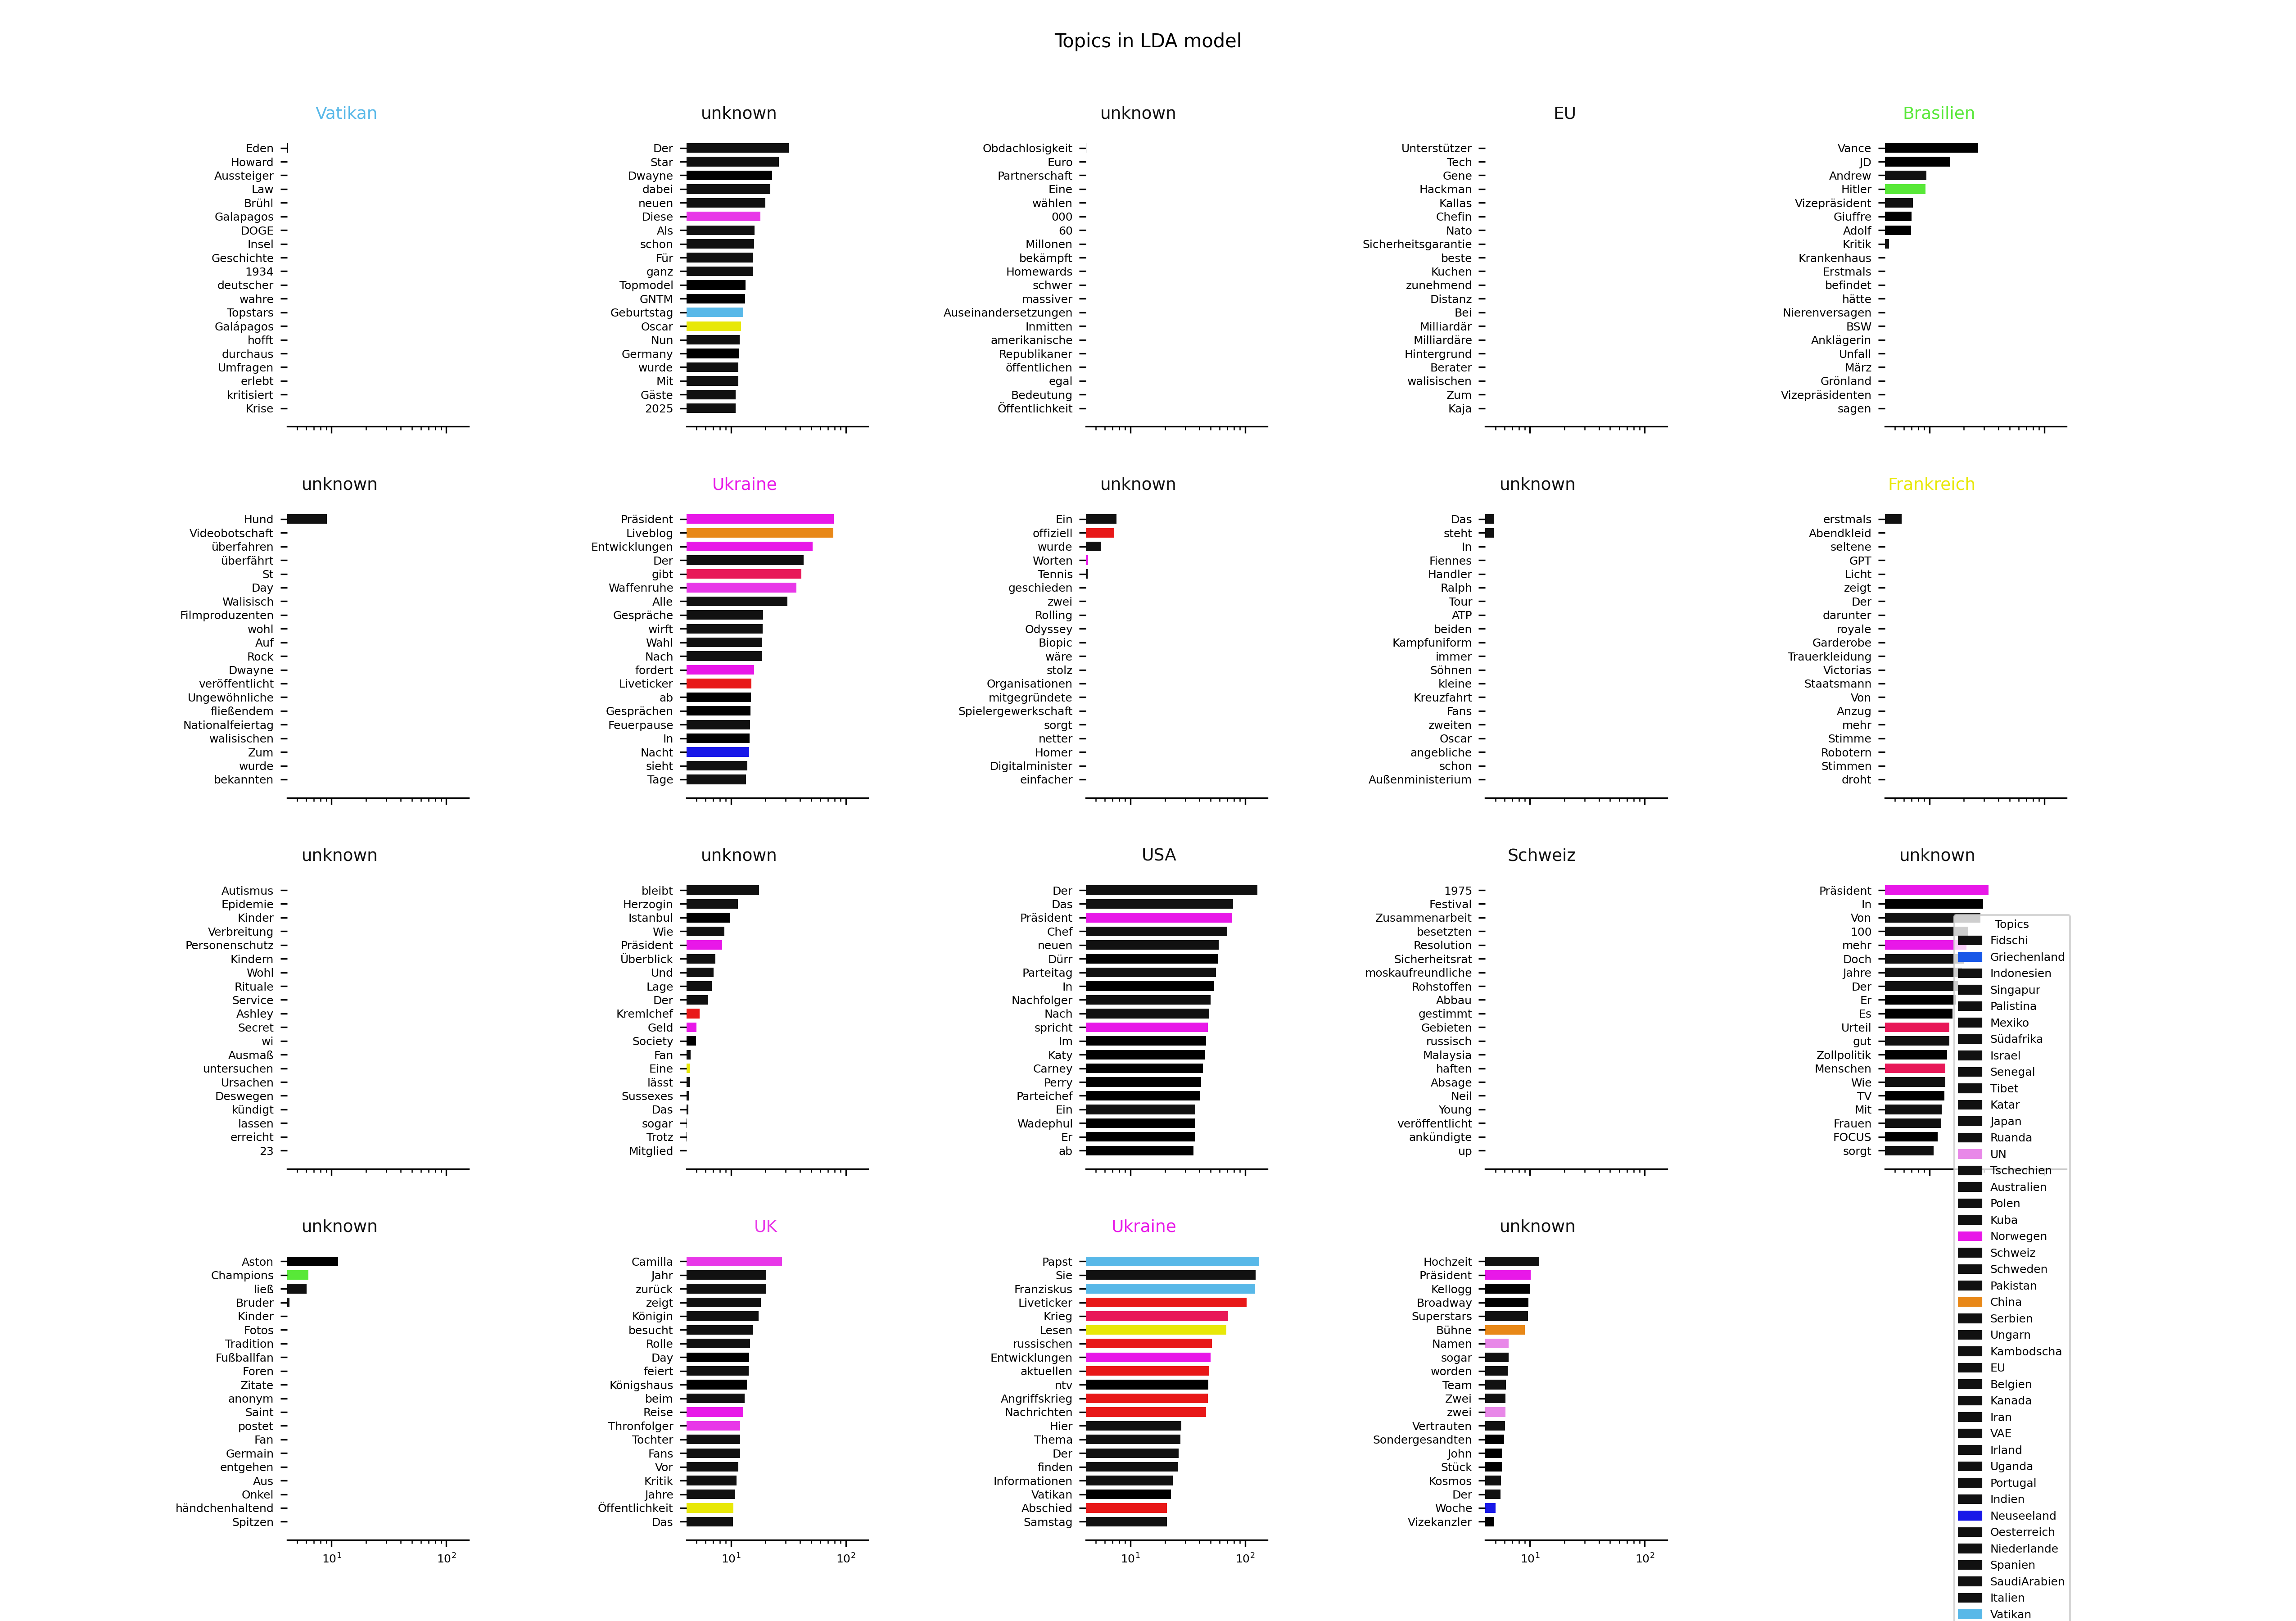 Topics in LDA model
Vatikan
Eden
Howard
Aussteiger
Law
Brühl
Galapagos
DOGE
Insel
Geschichte
1934
deutscher
wahre
Topstars
Galápagos
hofft
durchaus
Umfragen
erlebt
kritisiert
Krise
unknown
Der
Star
Dwayne
dabei
neuen
Diese
Als
schon
Für
ganz
Topmodel
GNTM
Geburtstag
Oscar
Nun
Germany
wurde
Mit
Gäste
2025
unknown
Obdachlosigkeit
Euro
Partnerschaft
Eine
wählen
000
60
Millonen
bekämpft
Homewards
schwer
massiver
Auseinandersetzungen
Inmitten
amerikanische
Republikaner
öffentlichen
egal
Bedeutung
Öffentlichkeit
EU
Unterstützer
Tech
Gene
Hackman
Kallas
Chefin
Nato
Sicherheitsgarantie
beste
Kuchen
zunehmend
Distanz
Bei
Milliardär
Milliardäre
Hintergrund
Berater
walisischen
Zum
Kaja
Brasilien
Vance
JD
Andrew
Hitler
Vizepräsident
Giuffre
Adolf
Kritik
Krankenhaus
Erstmals
befindet
hätte
Nierenversagen
BSW
Anklägerin
Unfall
März
Grönland
Vizepräsidenten
sagen
unknown
Hund
Videobotschaft
überfahren
überfährt
St
Day
Walisisch
Filmproduzenten
wohl
Auf
Rock
Dwayne
veröffentlicht
Ungewöhnliche
fließendem
Nationalfeiertag
walisischen
Zum
wurde
bekannten
Ukraine
Präsident
Liveblog
Entwicklungen
Der
gibt
Waffenruhe
Alle
Gespräche
wirft
Wahl
Nach
fordert
Liveticker
ab
Gesprächen
Feuerpause
In
Nacht
sieht
Tage
unknown
Ein
offiziell
wurde
Worten
Tennis
geschieden
zwei
Rolling
Odyssey
Biopic
wäre
stolz
Organisationen
mitgegründete
Spielergewerkschaft
sorgt
netter
Homer
Digitalminister
einfacher
unknown
Das
steht
In
Fiennes
Handler
Ralph
Tour
ATP
beiden
Kampfuniform
immer
Söhnen
kleine
Kreuzfahrt
Fans
zweiten
Oscar
angebliche
schon
Außenministerium
Frankreich
erstmals
Abendkleid
seltene
GPT
Licht
zeigt
Der
darunter
royale
Garderobe
Trauerkleidung
Victorias
Staatsmann
Von
Anzug
mehr
Stimme
Robotern
Stimmen
droht
unknown
Autismus
Epidemie
Kinder
Verbreitung
Personenschutz
Kindern
Wohl
Rituale
Service
Ashley
Secret
wi
Ausmaß
untersuchen
Ursachen
Deswegen
kündigt
lassen
erreicht
23
unknown
bleibt
Herzogin
Istanbul
Wie
Präsident
Überblick
Und
Lage
Der
Kremlchef
Geld
Society
Fan
Eine
lässt
Sussexes
Das
sogar
Trotz
Mitglied
USA
Der
Das
Präsident
Chef
neuen
Dürr
Parteitag
In
Nachfolger
Nach
spricht
Im
Katy
Carney
Perry
Parteichef
Ein
Wadephul
Er
ab
Schweiz
1975
Festival
Zusammenarbeit
besetzten
Resolution
Sicherheitsrat
moskaufreundliche
Rohstoffen
Abbau
gestimmt
Gebieten
russisch
Malaysia
haften
Absage
Neil
Young
veröffentlicht
ankündigte
up
unknown
Präsident
In
Von
100
mehr
Doch
Jahre
Der
Er
Es
Urteil
gut
Zollpolitik
Menschen
Wie
TV
Mit
Frauen
FOCUS
sorgt
unknown
Aston
Champions
ließ
Bruder
Kinder
Fotos
Tradition
Fußballfan
Foren
Zitate
anonym
Saint
postet
Fan
Germain
entgehen
Aus
Onkel
händchenhaltend
Spitzen
10¹ 10²
UK
Camilla
Jahr
zurück
zeigt
Königin
besucht
Rolle
Day
feiert
Königshaus
beim
Reise
Thronfolger
Tochter
Fans
Vor
Kritik
Jahre
Öffentlichkeit
Das
10¹ 10²
Ukraine
Papst
Sie
Franziskus
Liveticker
Krieg
Lesen
russischen
Entwicklungen
aktuellen
ntv
Angriffskrieg
Nachrichten
Hier
Thema
Der
finden
Informationen
Vatikan
Abschied
Samstag
10¹ 10²
unknown
Hochzeit
Präsident
Kellogg
Broadway
Superstars
Bühne
Namen
sogar
worden
Team
Zwei
zwei
Vertrauten
Sondergesandten
John
Stück
Kosmos
Der
Woche
Vizekanzler
10¹ 10²
Topics
Fidschi
Griechenland
Indonesien
Singapur
Palistina
Mexiko
Südafrika
Israel
Senegal
Tibet
Katar
Japan
Ruanda
UN
Tschechien
Australien
Polen
Kuba
Norwegen
Schweiz
Schweden
Pakistan
China
Serbien
Ungarn
Kambodscha
EU
Belgien
Kanada
Iran
VAE
Irland
Uganda
Portugal
Indien
Neuseeland
Oesterreich
Niederlande
Spanien
SaudiArabien
Italien
Vatikan